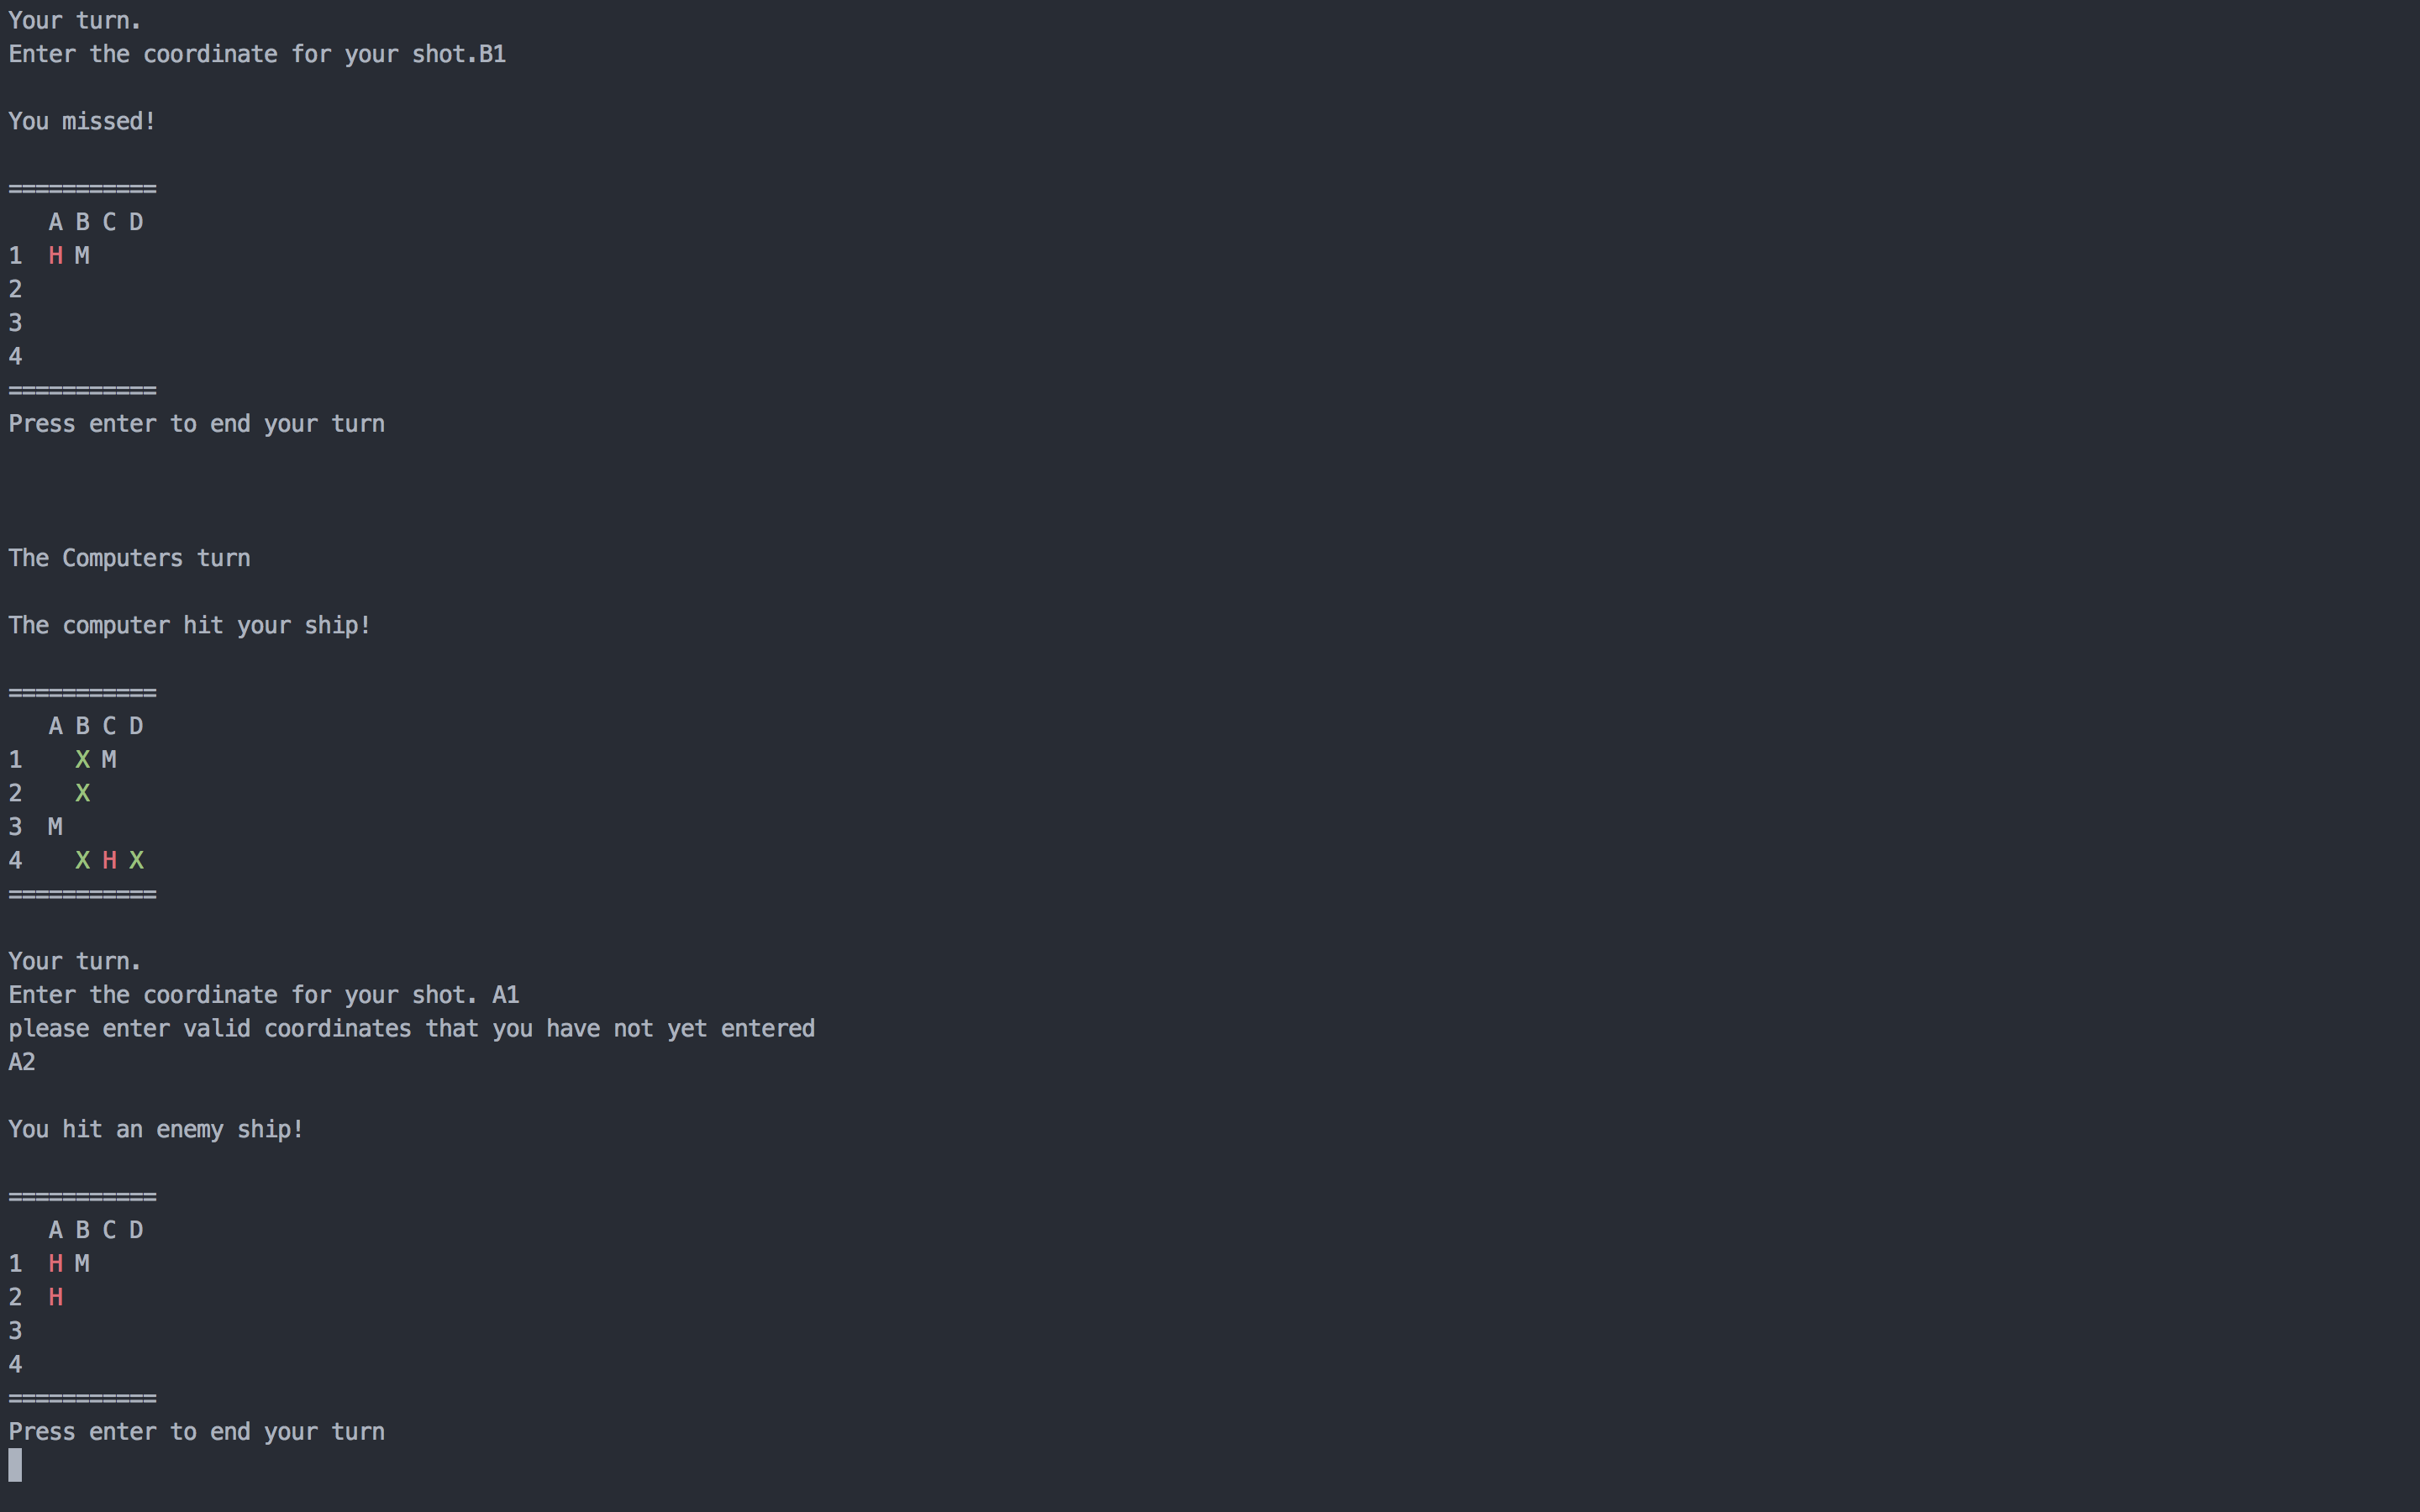 Your turn.
Enter the coordinate for your shot.B1
You missed!
===========
   A B C D
1  H M
2
3
4
===========
Press enter to end your turn
The Computers turn
The computer hit your ship!
===========
   A B C D
1    X M
2    X
3  M
4    X H X
===========
Your turn.
Enter the coordinate for your shot. A1
please enter valid coordinates that you have not yet entered
A2
You hit an enemy ship!
===========
   A B C D
1  H M
2  H
3
4
===========
Press enter to end your turn